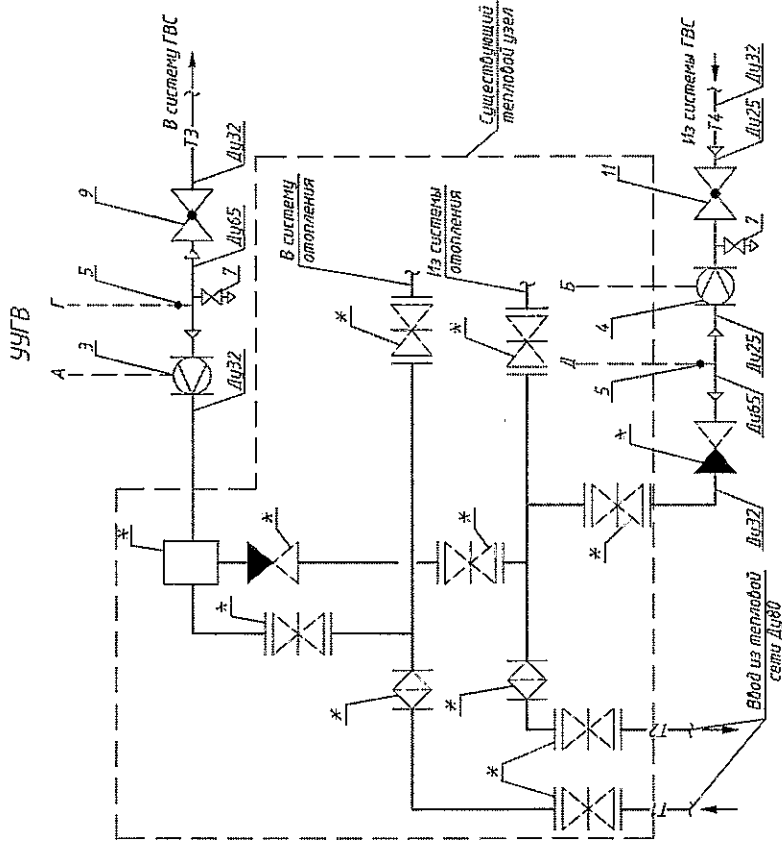 УУГВ
А
Г
3
5
7
9
Ду32
Ду65
Ду32
Т3
В систему ГВС
*
*
*
*
*
*
*
*
*
*
*
В систему
отопления
Из системы
отопления
Существующий
тепловой узел
Д
Б
5
4
7
11
Ду32
Ду65
Ду25
Из системы ГВС
Т4
Ду32
Ду25
Т1
Т2
Ввод из тепловой
сети Ду80